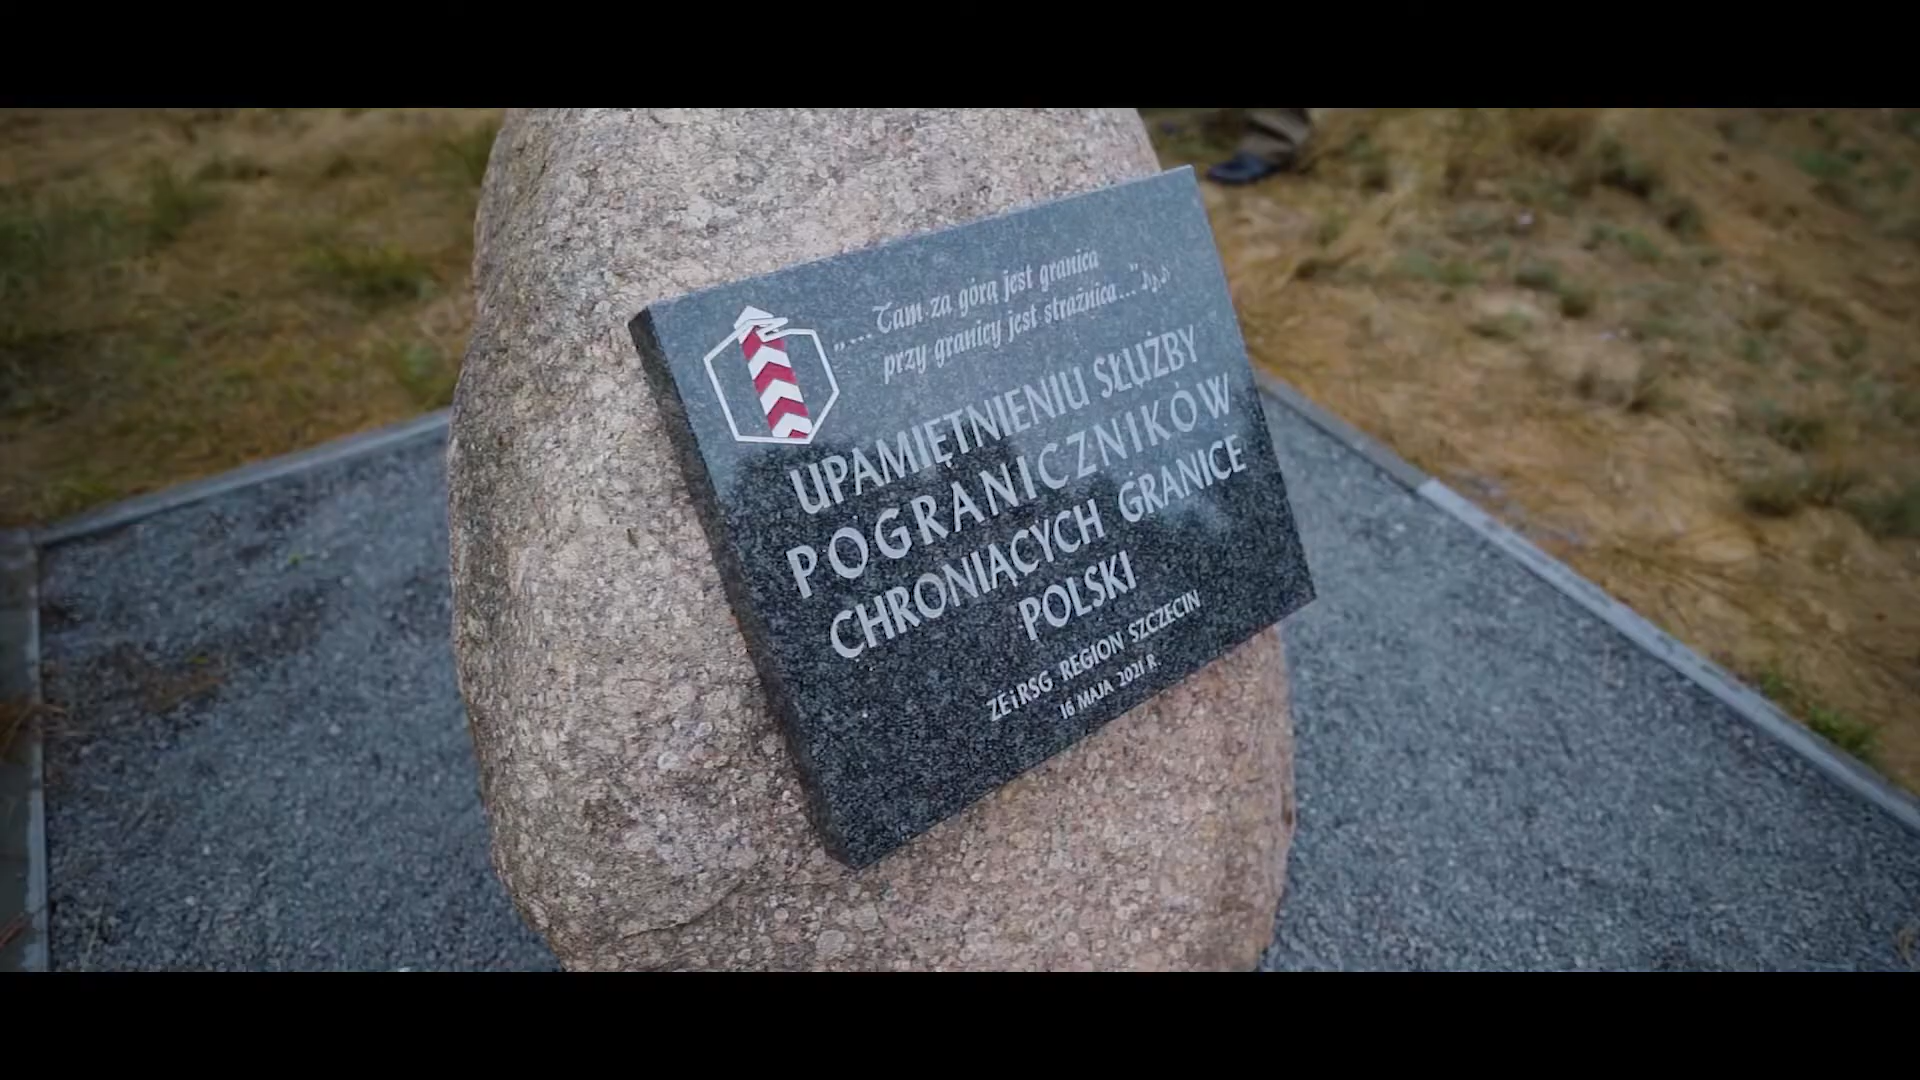 „... Tam za górą jest granica
przy granicy jest strażnica..."
UPAMIĘTNIENIU SŁUŻBY
POGRANICZNIKÓW
CHRONIĄCYCH GRANICE
POLSKI
ZEiRSG REGION SZCZECIN
16 MAJA 2021 R.